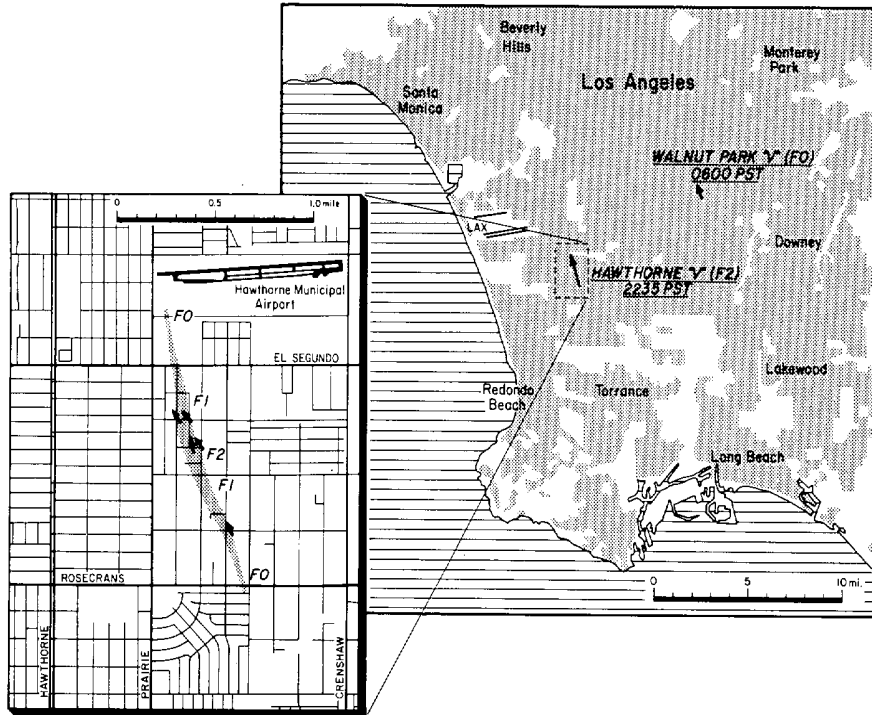 Beverly
Hills
Monterey
Park
Los Angeles
Santa
Monica
WALNUT PARK "V" (F0)
0600 PST
LAX
Downey
HAWTHORNE "V" (F2)
2235 PST
Redondo
Beach
Torrance
Lakewood
Long Beach
0 5 10 mi.
0 0.5 1.0 mile
Hawthorne Municipal
Airport
F0
EL SEGUNDO
F1
F2
F1
F0
ROSECRANS
HAWTHORNE
PRAIRIE
CRENSHAW